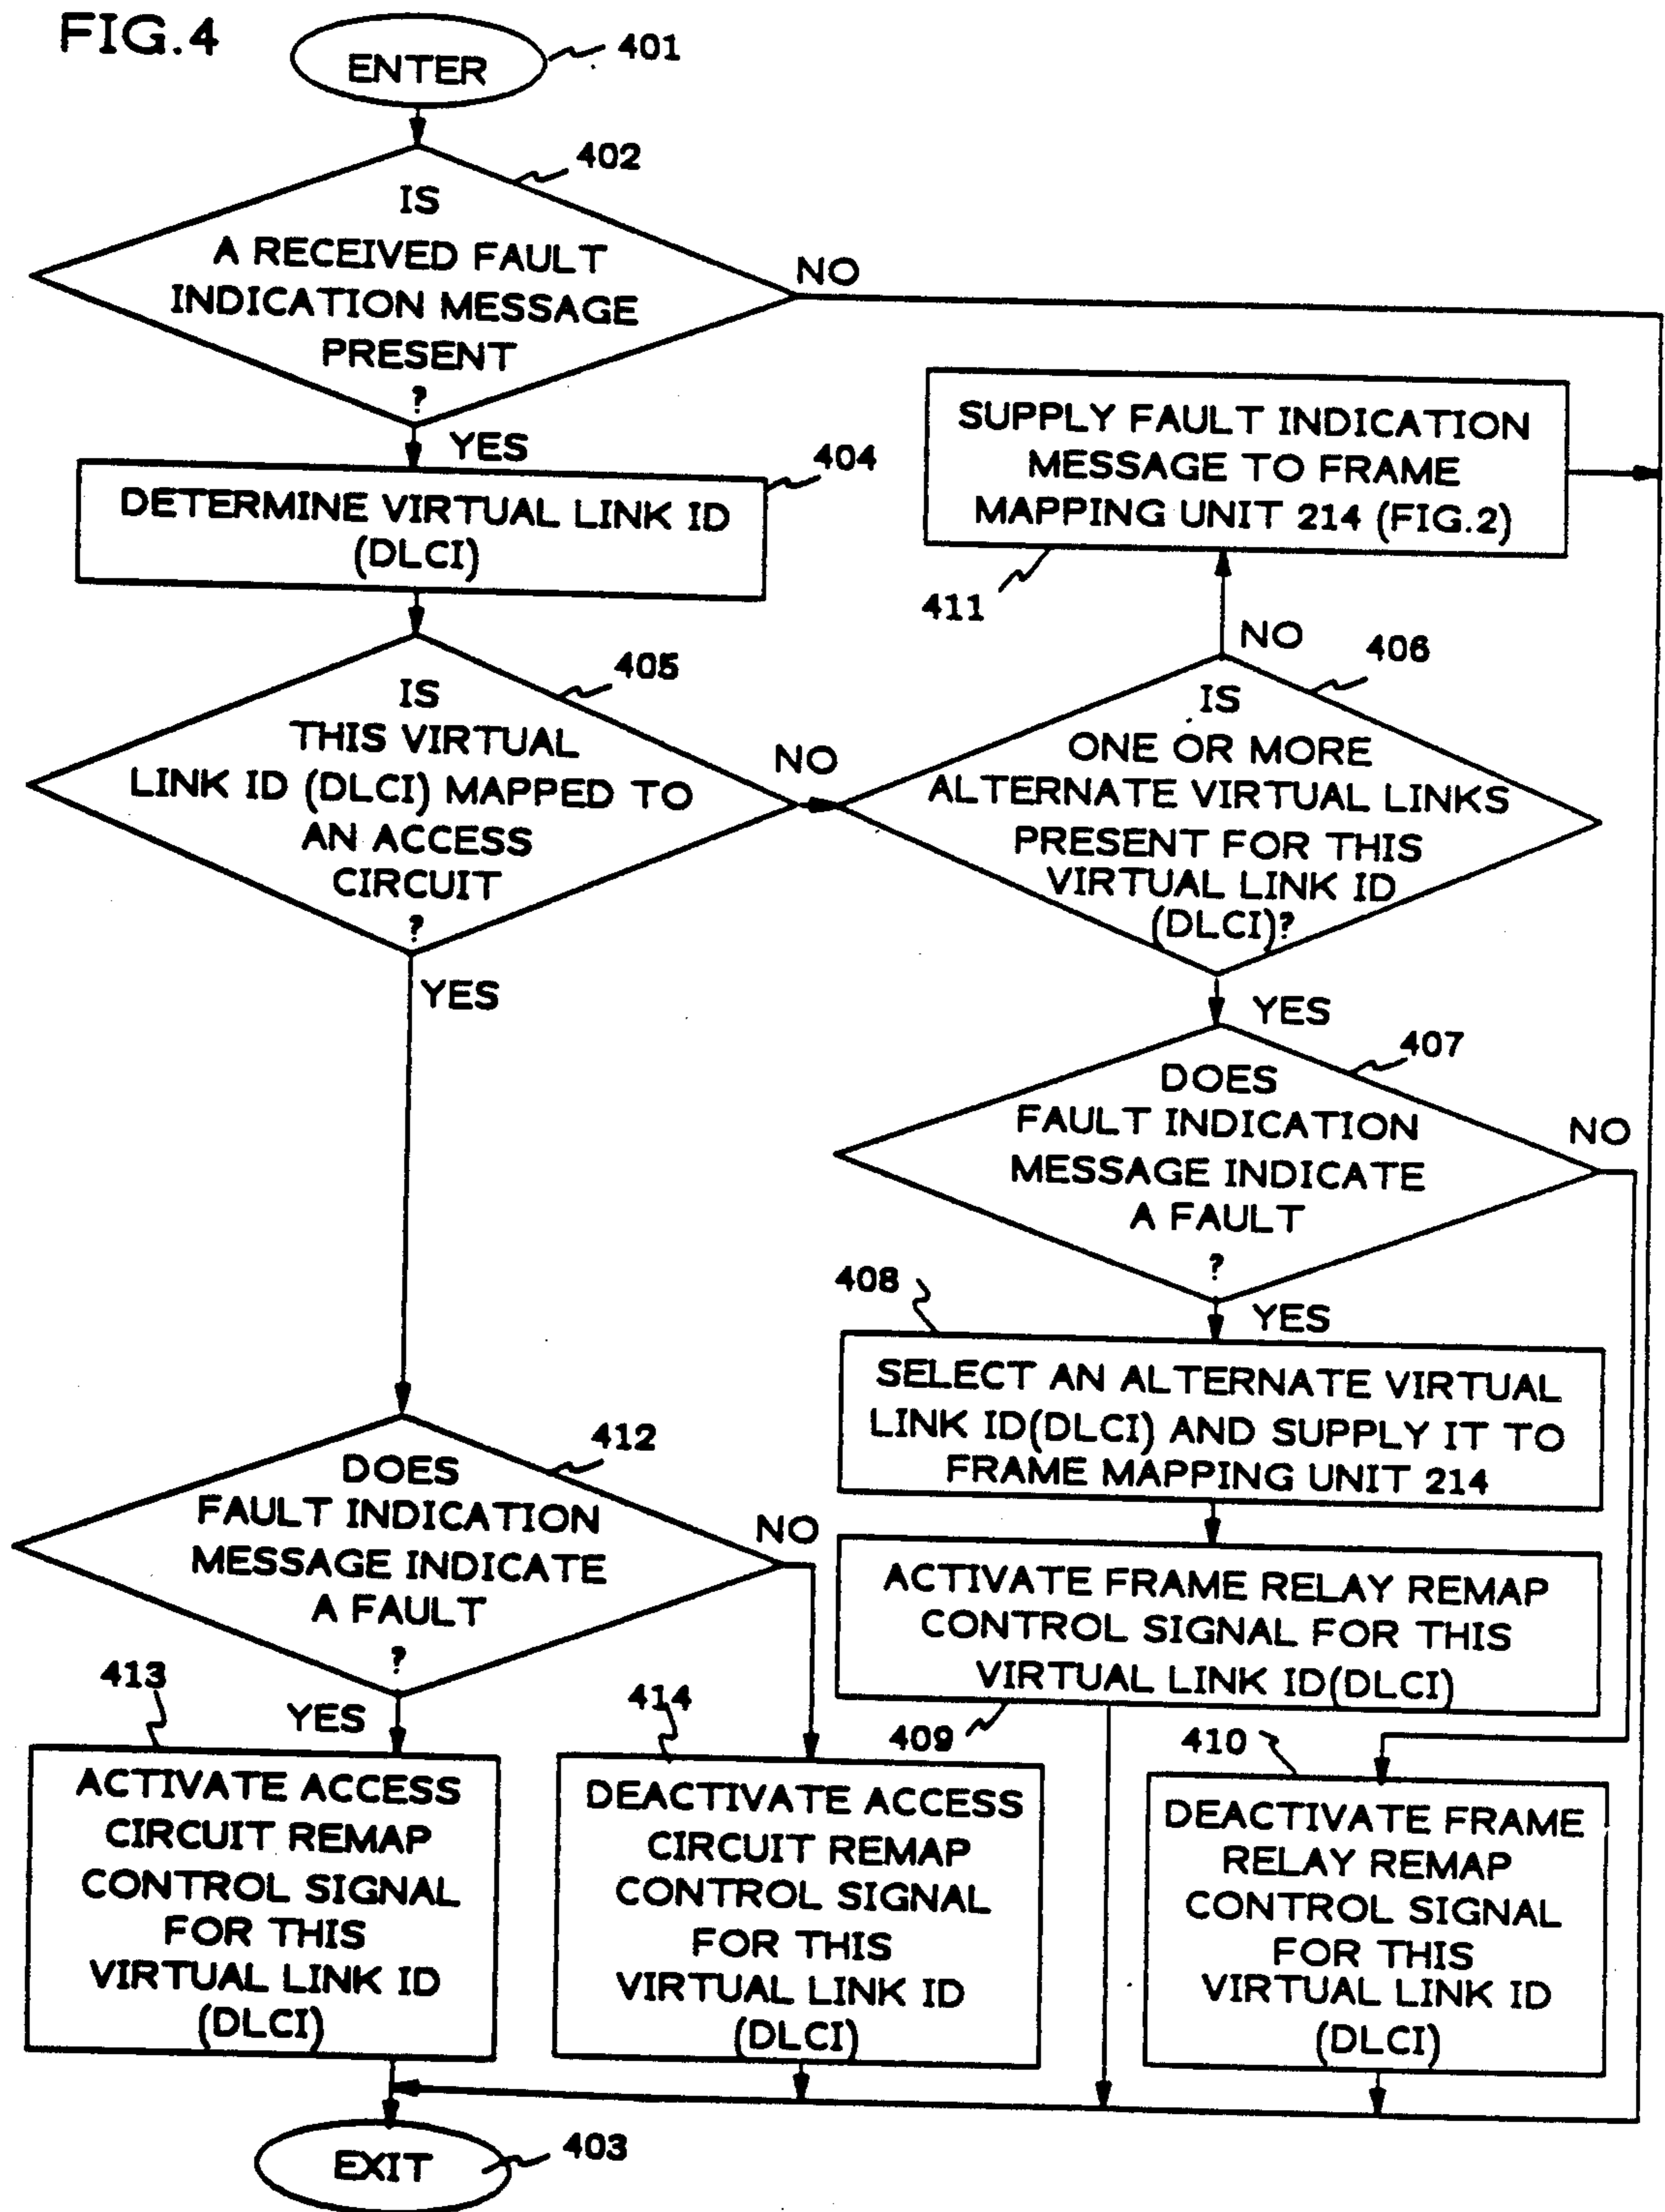 FIG.4
ENTER
401
402
IS
A RECEIVED FAULT
INDICATION MESSAGE
PRESENT
?
NO
YES
404
DETERMINE VIRTUAL LINK ID
(DLCI)
SUPPLY FAULT INDICATION
MESSAGE TO FRAME
MAPPING UNIT 214 (FIG.2)
411
405
IS
THIS VIRTUAL
LINK ID (DLCI) MAPPED TO
AN ACCESS
CIRCUIT
?
NO
YES
NO
406
IS
ONE OR MORE
ALTERNATE VIRTUAL LINKS
PRESENT FOR THIS
VIRTUAL LINK ID
(DLCI)?
YES
407
DOES
FAULT INDICATION
MESSAGE INDICATE
A FAULT
?
NO
YES
408
SELECT AN ALTERNATE VIRTUAL
LINK ID(DLCI) AND SUPPLY IT TO
FRAME MAPPING UNIT 214
ACTIVATE FRAME RELAY REMAP
CONTROL SIGNAL FOR THIS
VIRTUAL LINK ID(DLCI)
409
412
DOES
FAULT INDICATION
MESSAGE INDICATE
A FAULT
?
NO
YES
413
ACTIVATE ACCESS
CIRCUIT REMAP
CONTROL SIGNAL
FOR THIS
VIRTUAL LINK ID
(DLCI)
414
DEACTIVATE ACCESS
CIRCUIT REMAP
CONTROL SIGNAL
FOR THIS
VIRTUAL LINK ID
(DLCI)
410
DEACTIVATE FRAME
RELAY REMAP
CONTROL SIGNAL
FOR THIS
VIRTUAL LINK ID
(DLCI)
EXIT
403